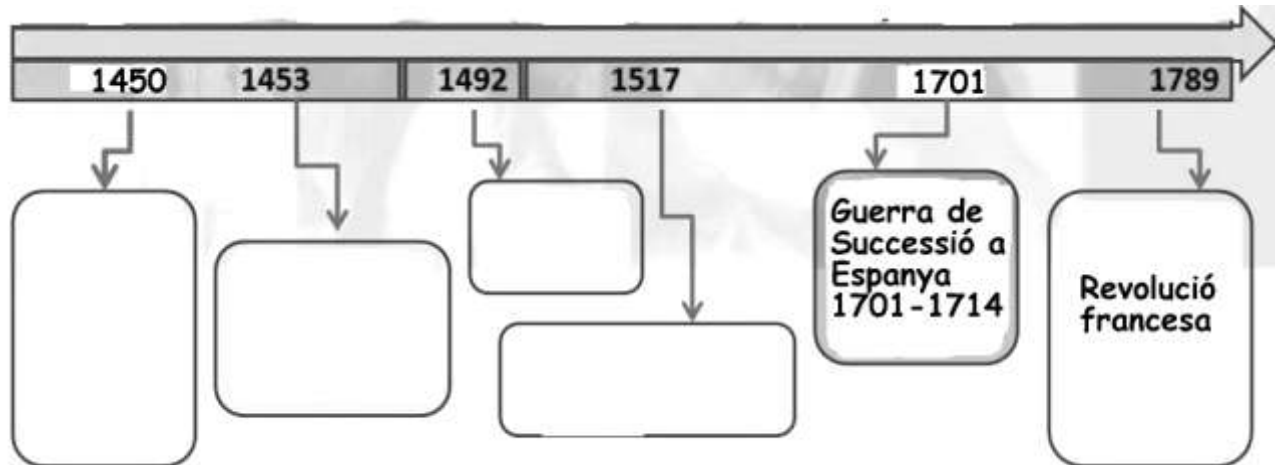 1450 1453 1492 1517 1701 1789
Guerra de
Successió a
Espanya
1701-1714
Revolució
francesa